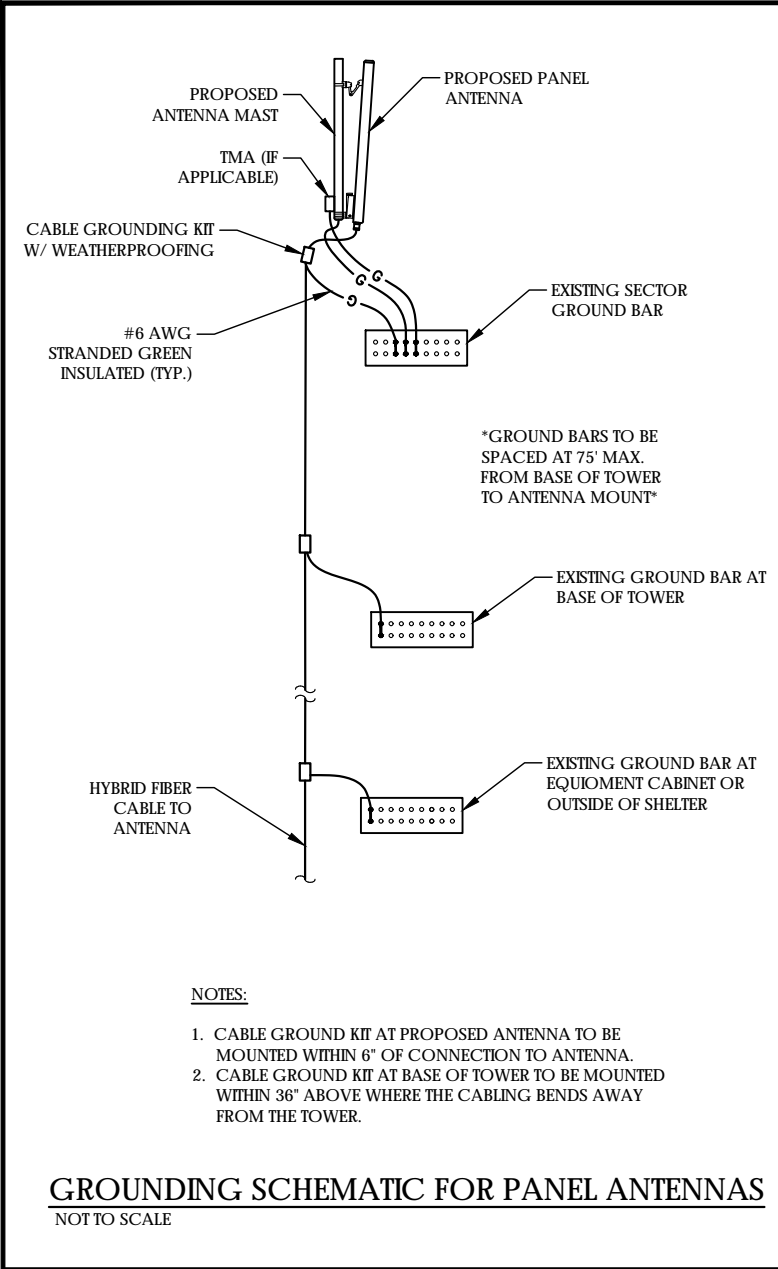 PROPOSED
ANTENNA MAST
PROPOSED PANEL
ANTENNA
TMA (IF
APPLICABLE)
CABLE GROUNDING KIT
W/ WEATHERPROOFING
#6 AWG
STRANDED GREEN
INSULATED (TYP.)
EXISTING SECTOR
GROUND BAR
*GROUND BARS TO BE
SPACED AT 75' MAX.
FROM BASE OF TOWER
TO ANTENNA MOUNT*
EXISTING GROUND BAR AT
BASE OF TOWER
EXISTING GROUND BAR AT
EQUIOMENT CABINET OR
OUTSIDE OF SHELTER
HYBRID FIBER
CABLE TO
ANTENNA
NOTES:
1. CABLE GROUND KIT AT PROPOSED ANTENNA TO BE
MOUNTED WITHIN 6" OF CONNECTION TO ANTENNA.
2. CABLE GROUND KIT AT BASE OF TOWER TO BE MOUNTED
WITHIN 36" ABOVE WHERE THE CABLING BENDS AWAY
FROM THE TOWER.
GROUNDING SCHEMATIC FOR PANEL ANTENNAS
NOT TO SCALE